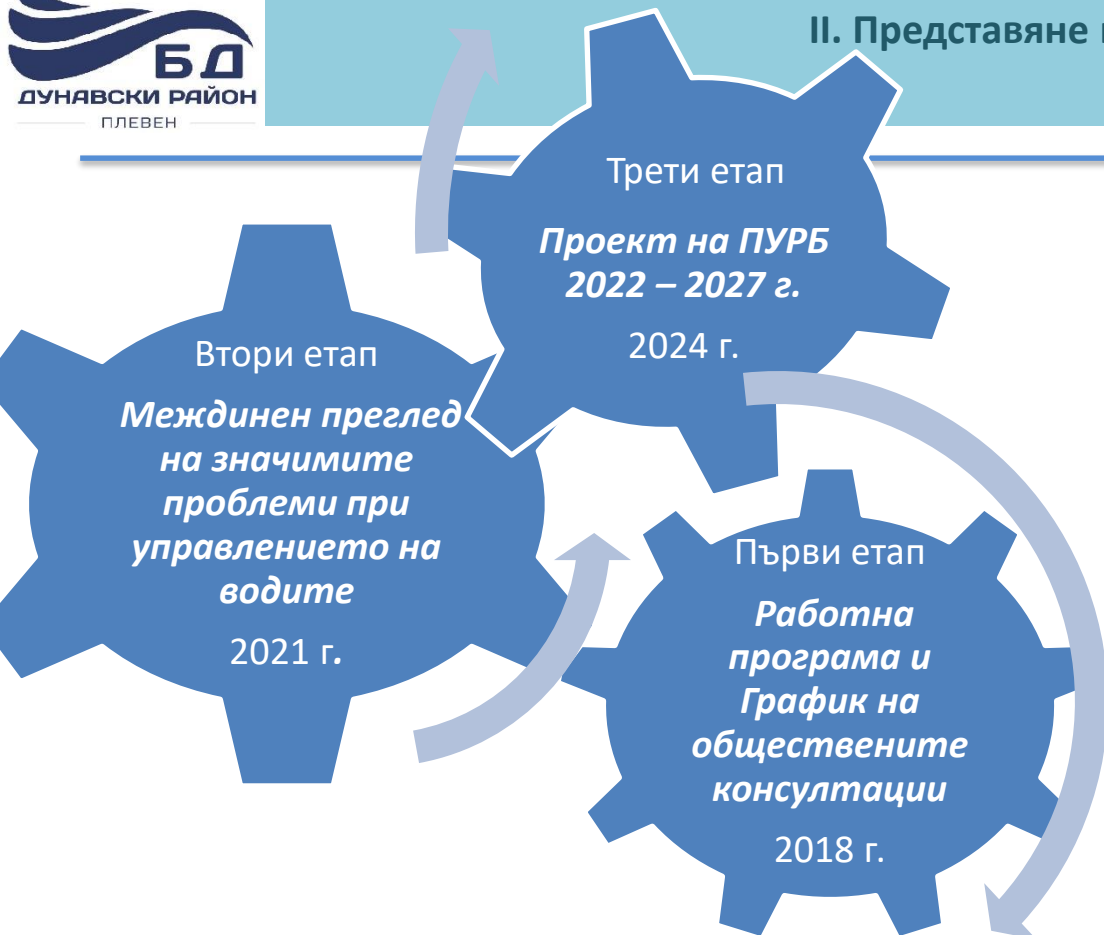 БД
ДУНАВСКИ РАЙОН
ПЛЕВЕН
II. Представяне
Трети етап
Проект на ПУРБ
2022 – 2027 г.
2024 г.
Втори етап
Междинен преглед
на значимите
проблеми при
управлението на
водите
2021 г.
Първи етап
Работна
програма и
График на
обществените
консултации
2018 г.